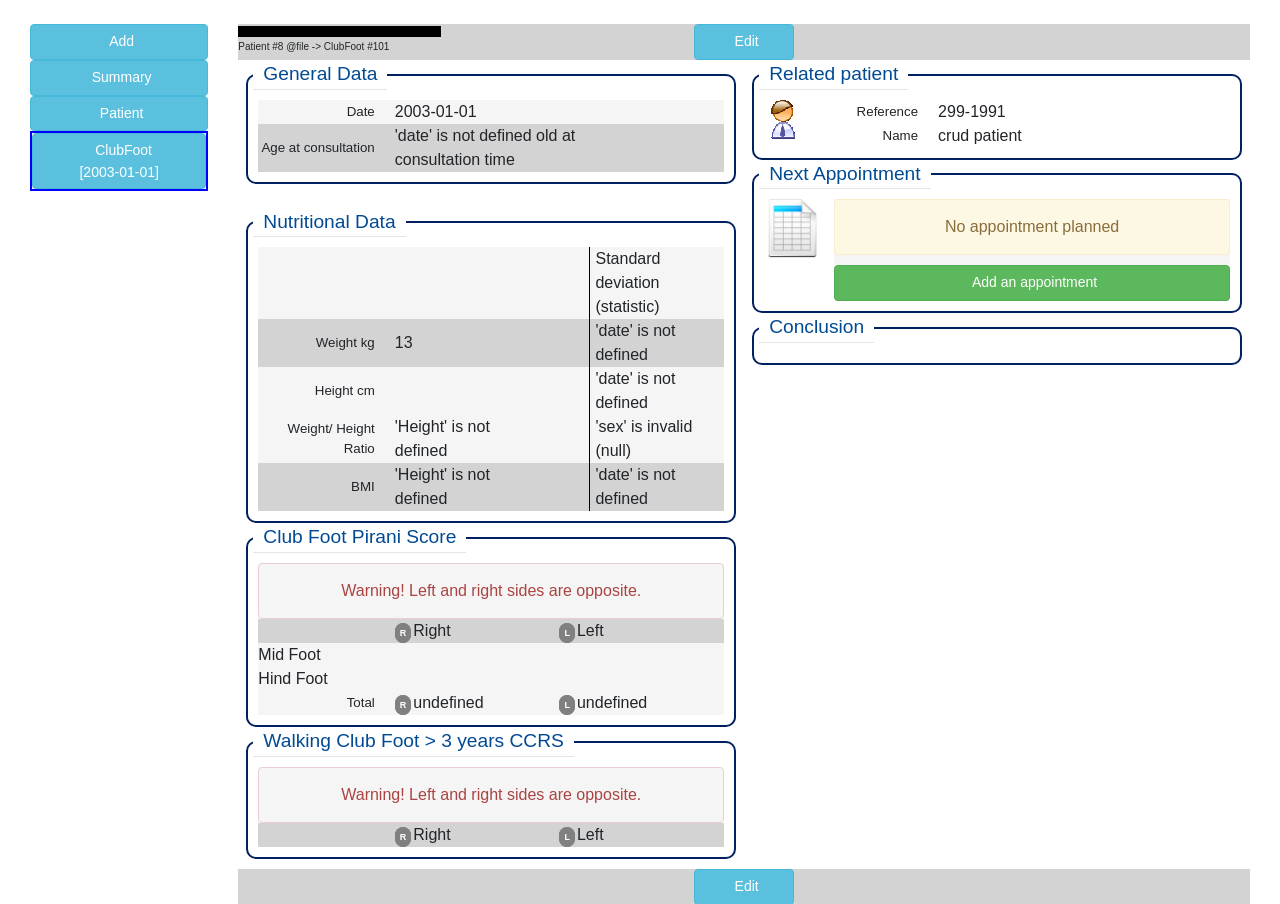 Add
Summary
Patient
ClubFoot
[2003-01-01]
Edit
Patient #8 @file -> ClubFoot #101
General Data
Date 2003-01-01
Age at consultation 'date' is not defined old at
consultation time
Nutritional Data
Standard
deviation
(statistic)
Weight kg 13 'date' is not
defined
Height cm 'date' is not
defined
Weight/ Height
Ratio
'Height' is not
defined
'sex' is invalid
(null)
BMI
'Height' is not
defined
'date' is not
defined
Club Foot Pirani Score
Warning! Left and right sides are opposite.
R Right L Left
Mid Foot
Hind Foot
Total R undefined L undefined
Walking Club Foot > 3 years CCRS
Warning! Left and right sides are opposite.
R Right L Left
Related patient
Reference 299-1991
Name crud patient
Next Appointment
No appointment planned
Add an appointment
Conclusion
Edit